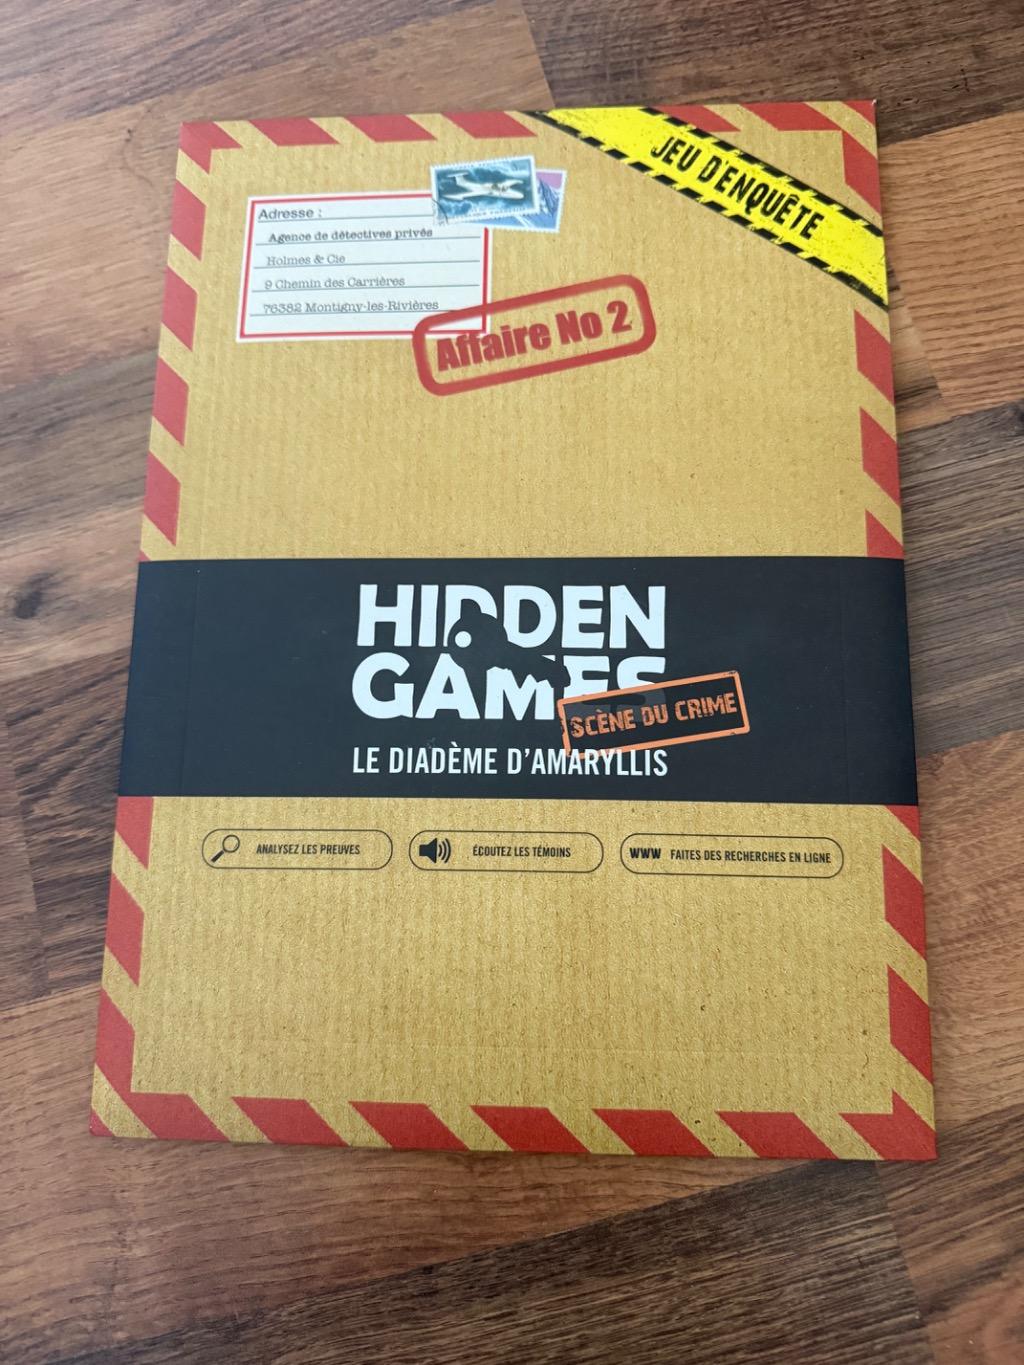 JEU D'ENQUÊTE
Adresse :
Agence de détectives privés
Holmes & Cie
9 Chemin des Carrières
76382 Montigny-les-Rivières
Affaire No 2
HIDDEN
GAMES
SCÈNE DU CRIME
LE DIADÈME D'AMARYLLIS
ANALYSEZ LES PREUVES
ÉCOUTEZ LES TÉMOINS
WWW FAITES DES RECHERCHES EN LIGNE